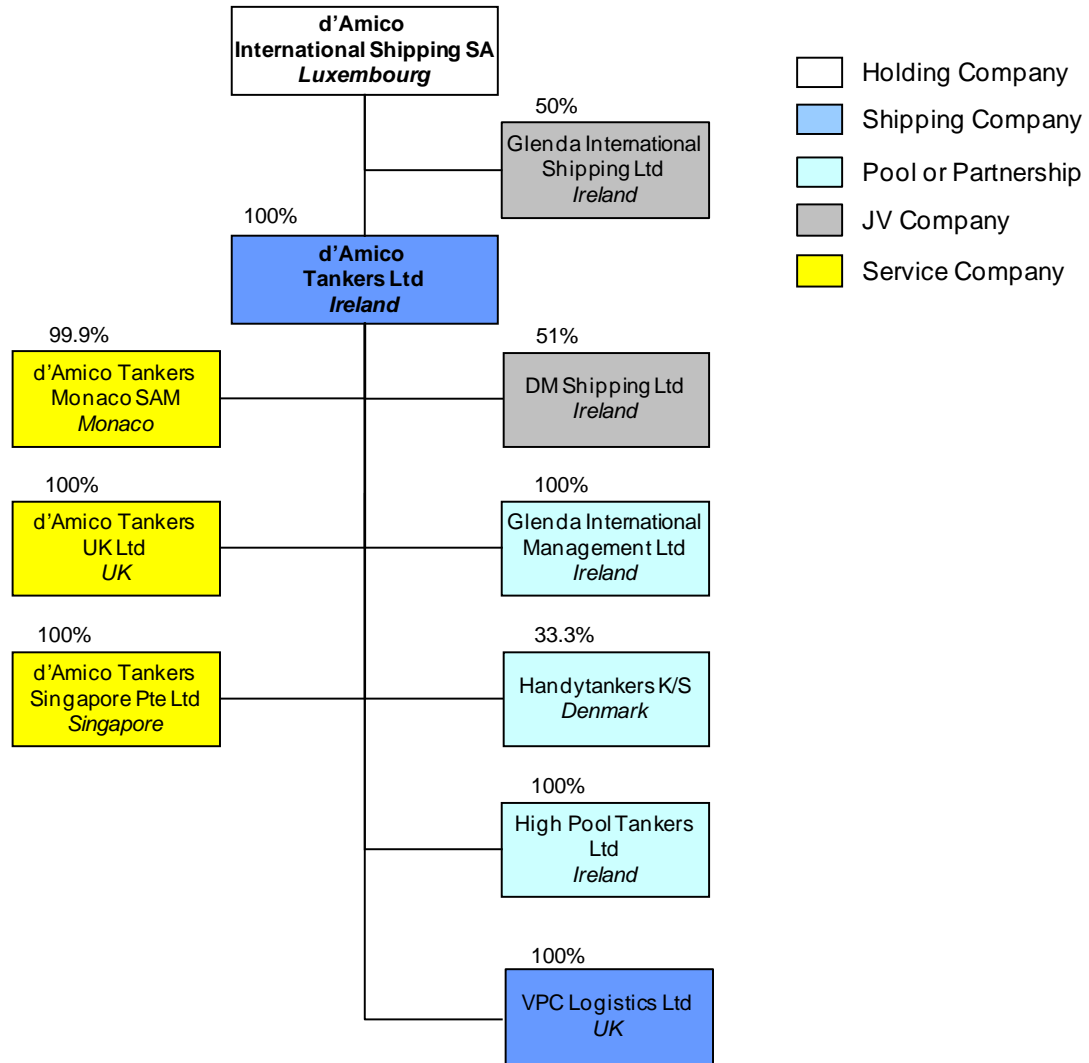 d’Amico
International Shipping SA
Luxembourg
50%
Glenda International
Shipping Ltd
Ireland
100%
d’Amico
Tankers Ltd
Ireland
99.9%
d’Amico Tankers
Monaco SAM
Monaco
51%
DM Shipping Ltd
Ireland
100%
d’Amico Tankers
UK Ltd
UK
100%
Glenda International
Management Ltd
Ireland
100%
d’Amico Tankers
Singapore Pte Ltd
Singapore
33.3%
Handytankers K/S
Denmark
100%
High Pool Tankers
Ltd
Ireland
100%
VPC Logistics Ltd
UK
Holding Company
Shipping Company
Pool or Partnership
JV Company
Service Company